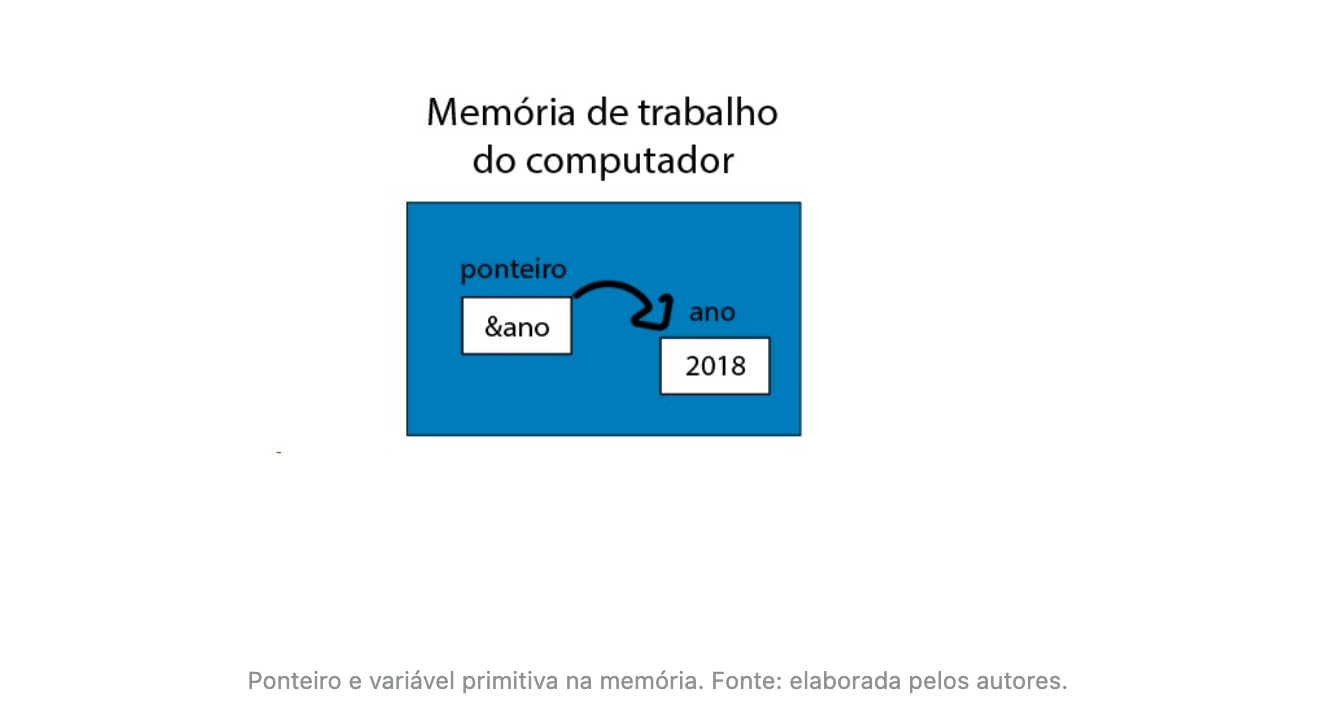 Memória de trabalho
do computador
ponteiro
&ano
ano
2018
Ponteiro e variável primitiva na memória. Fonte: elaborada pelos autores.